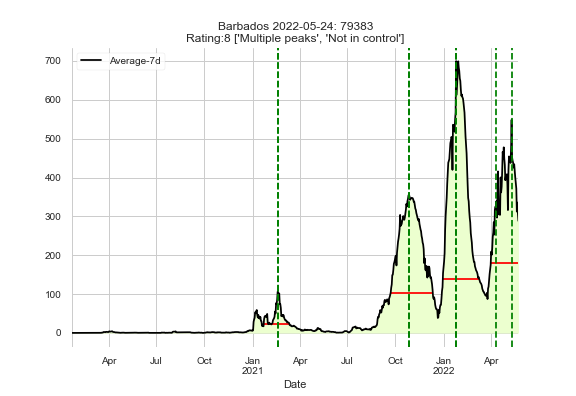 Barbados 2022-05-24: 79383
Rating:8 ['Multiple peaks', 'Not in control']
Average-7d
700
600
500
400
300
200
100
0
Apr Jul Oct Jan Apr Jul Oct Jan Apr
2021 2022
Date